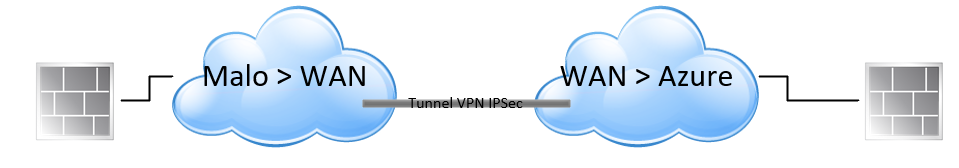 Malo > WAN
WAN > Azure
Tunnel VPN IPSec